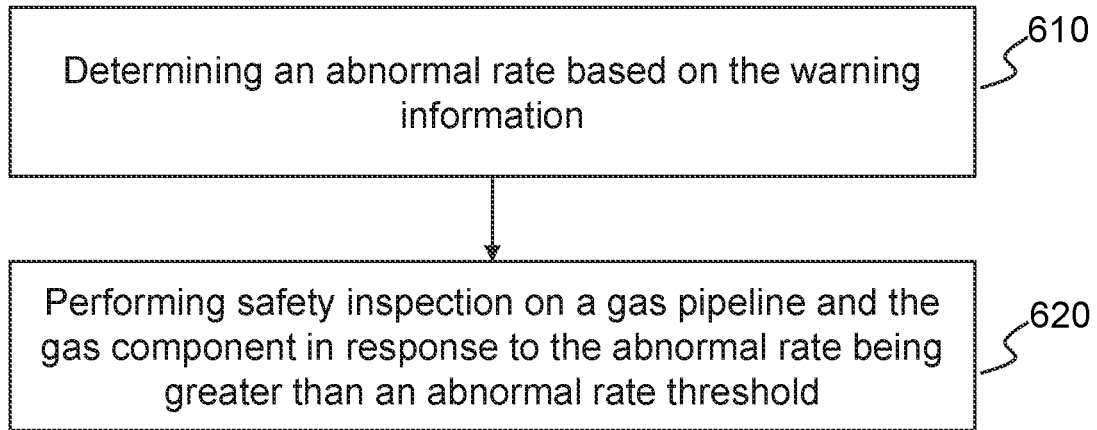 610
Determining an abnormal rate based on the warning
information
620
Performing safety inspection on a gas pipeline and the
gas component in response to the abnormal rate being
greater than an abnormal rate threshold